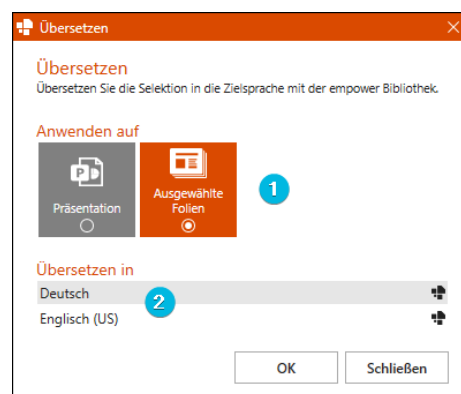 Übersetzen
Übersetzen
Übersetzen Sie die Selektion in die Zielsprache mit der empower Bibliothek.
Anwenden auf
Präsentation
Ausgewählte
Folien
1
Übersetzen in
Deutsch
2
Englisch (US)
OK
Schließen